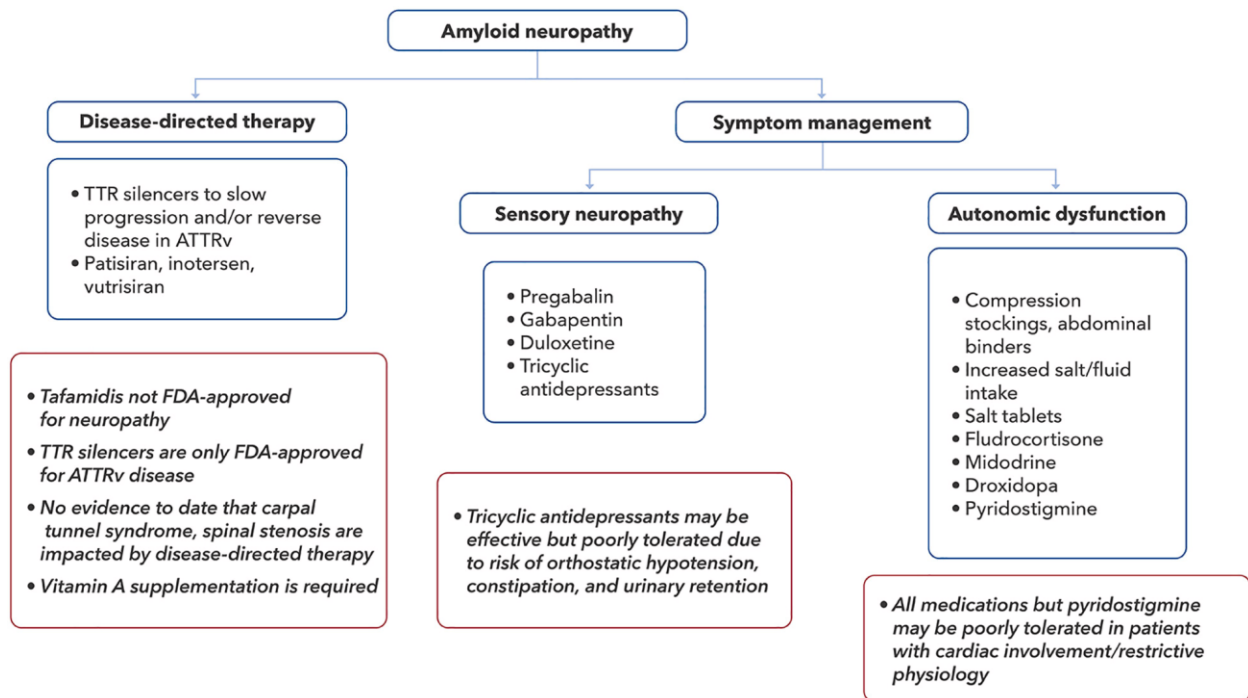 Amyloid neuropathy
Disease-directed therapy
• TTR silencers to slow
progression and/or reverse
disease in ATTRv
• Patisiran, inotersen,
vutrisiran
• Tafamidis not FDA-approved
for neuropathy
• TTR silencers are only FDA-approved
for ATTRv disease
• No evidence to date that carpal
tunnel syndrome, spinal stenosis are
impacted by disease-directed therapy
• Vitamin A supplementation is required
Symptom management
Sensory neuropathy
• Pregabalin
• Gabapentin
• Duloxetine
• Tricyclic
antidepressants
• Tricyclic antidepressants may be
effective but poorly tolerated due
to risk of orthostatic hypotension,
constipation, and urinary retention
Autonomic dysfunction
• Compression
stockings, abdominal
binders
• Increased salt/fluid
intake
• Salt tablets
• Fludrocortisone
• Midodrine
• Droxidopa
• Pyridostigmine
• All medications but pyridostigmine
may be poorly tolerated in patients
with cardiac involvement/restrictive
physiology